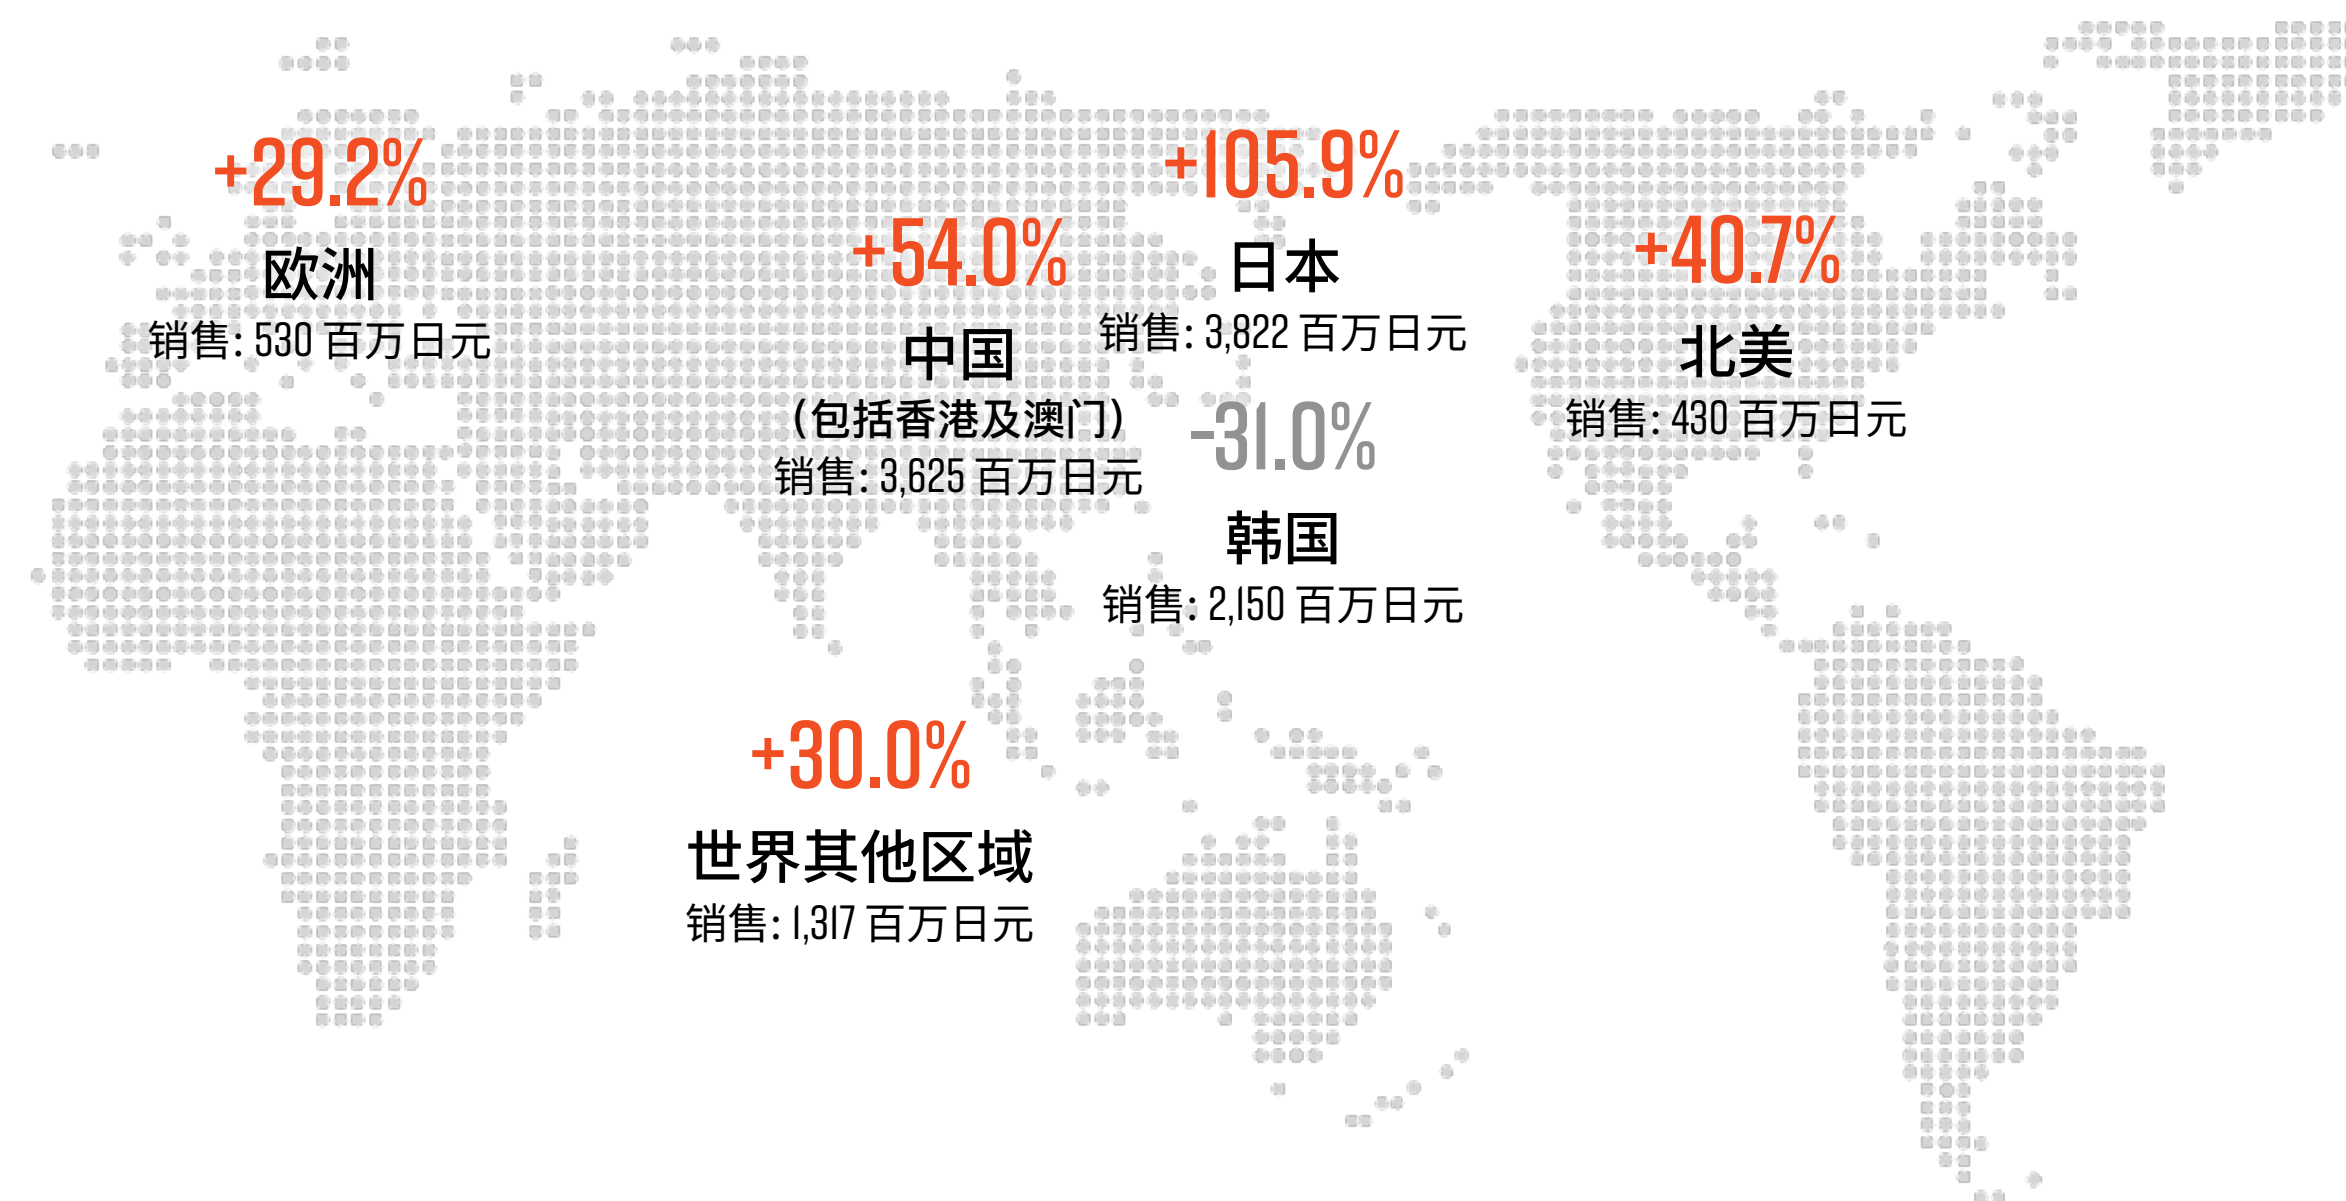 +29.2%
欧洲
销售: 530 百万日元
+54.0%
中国
(包括香港及澳门)
销售: 3,625 百万日元
+105.9%
日本
销售: 3,822 百万日元
-31.0%
韩国
销售: 2,150 百万日元
+40.7%
北美
销售: 430 百万日元
+30.0%
世界其他区域
销售: 1,317 百万日元